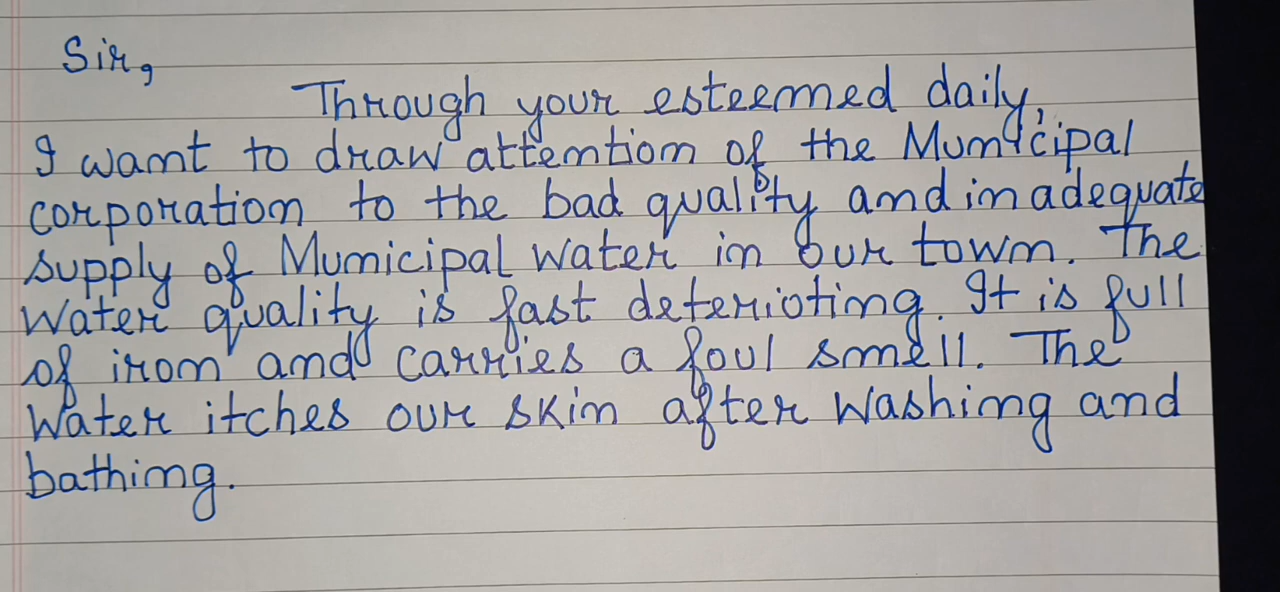 Sir,
Through your esteemed daily,
I want to draw attention of the Municipal
corporation to the bad quality and inadequate
supply of Municipal water in our town. The
water quality is fast deterioting. It is full
of iron and carries a foul smell. The
water itches our skin after washing and
bathing.